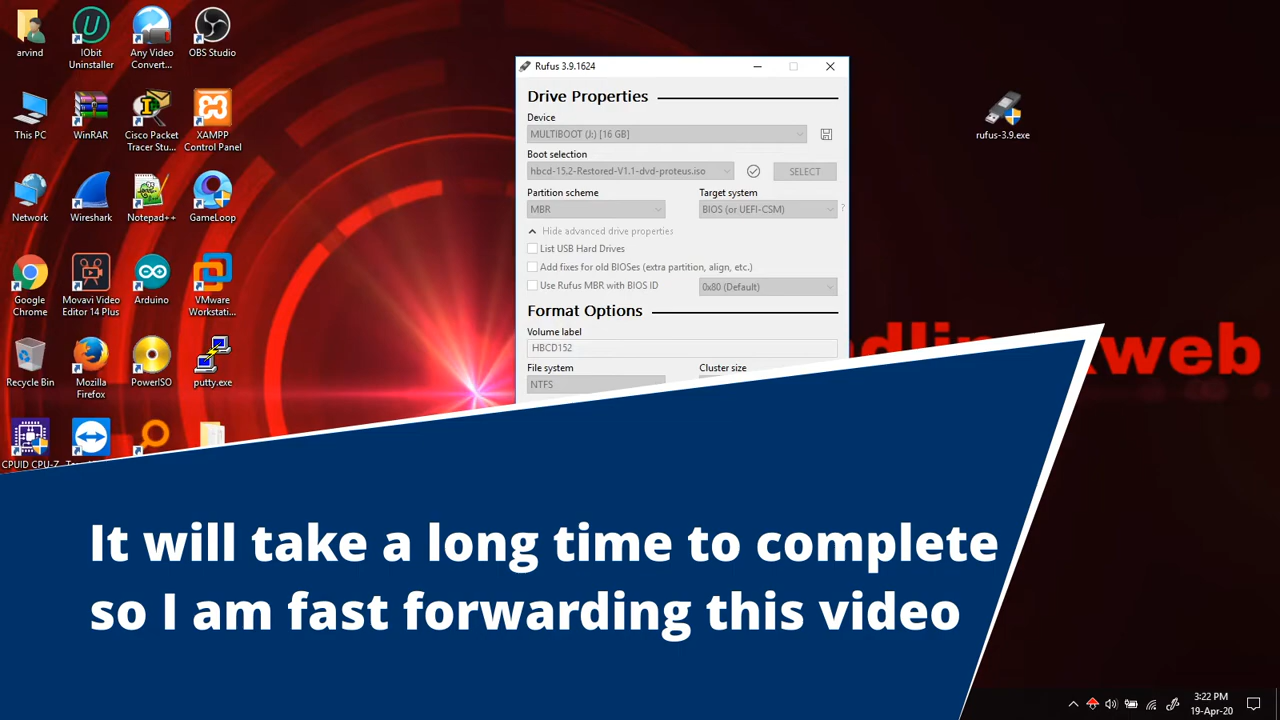 arvind
IObit
Uninstaller
Any Video
Convert...
OBS Studio
This PC
WinRAR
Cisco Packet
Tracer Stu...
XAMPP
Control Panel
Network
Wireshark
Notepad++
GameLoop
Google
Chrome
Movavi Video
Editor 14 Plus
Arduino
VMware
Workstati...
Recycle Bin
Mozilla
Firefox
PowerISO
putty.exe
CPUID CPU-Z
rufus-3.9.exe
Rufus 3.9.1624
Drive Properties
Device
MULTIBOOT (J:) [16 GB]
Boot selection
hbcd-15.2-Restored-V1.1-dvd-proteus.iso
SELECT
Partition scheme
Target system
MBR
BIOS (or UEFI-CSM)
?
Hide advanced drive properties
List USB Hard Drives
Add fixes for old BIOSes (extra partition, align, etc.)
Use Rufus MBR with BIOS ID
0x80 (Default)
Format Options
Volume label
HBCD152
File system
Cluster size
NTFS
web
It will take a long time to complete
so I am fast forwarding this video
3:22 PM
19-Apr-20